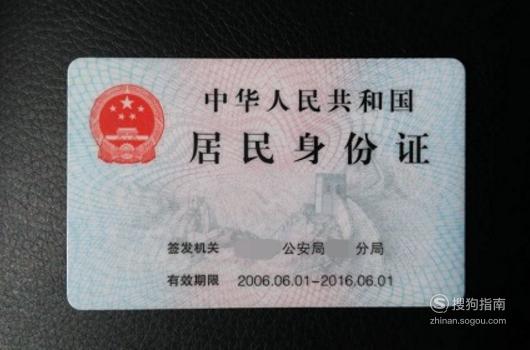 中华人民共和国
居民身份证
签发机关 公安局 分局
有效期限 2006.06.01-2016.06.01
搜狗指南
zhinan.sogou.com